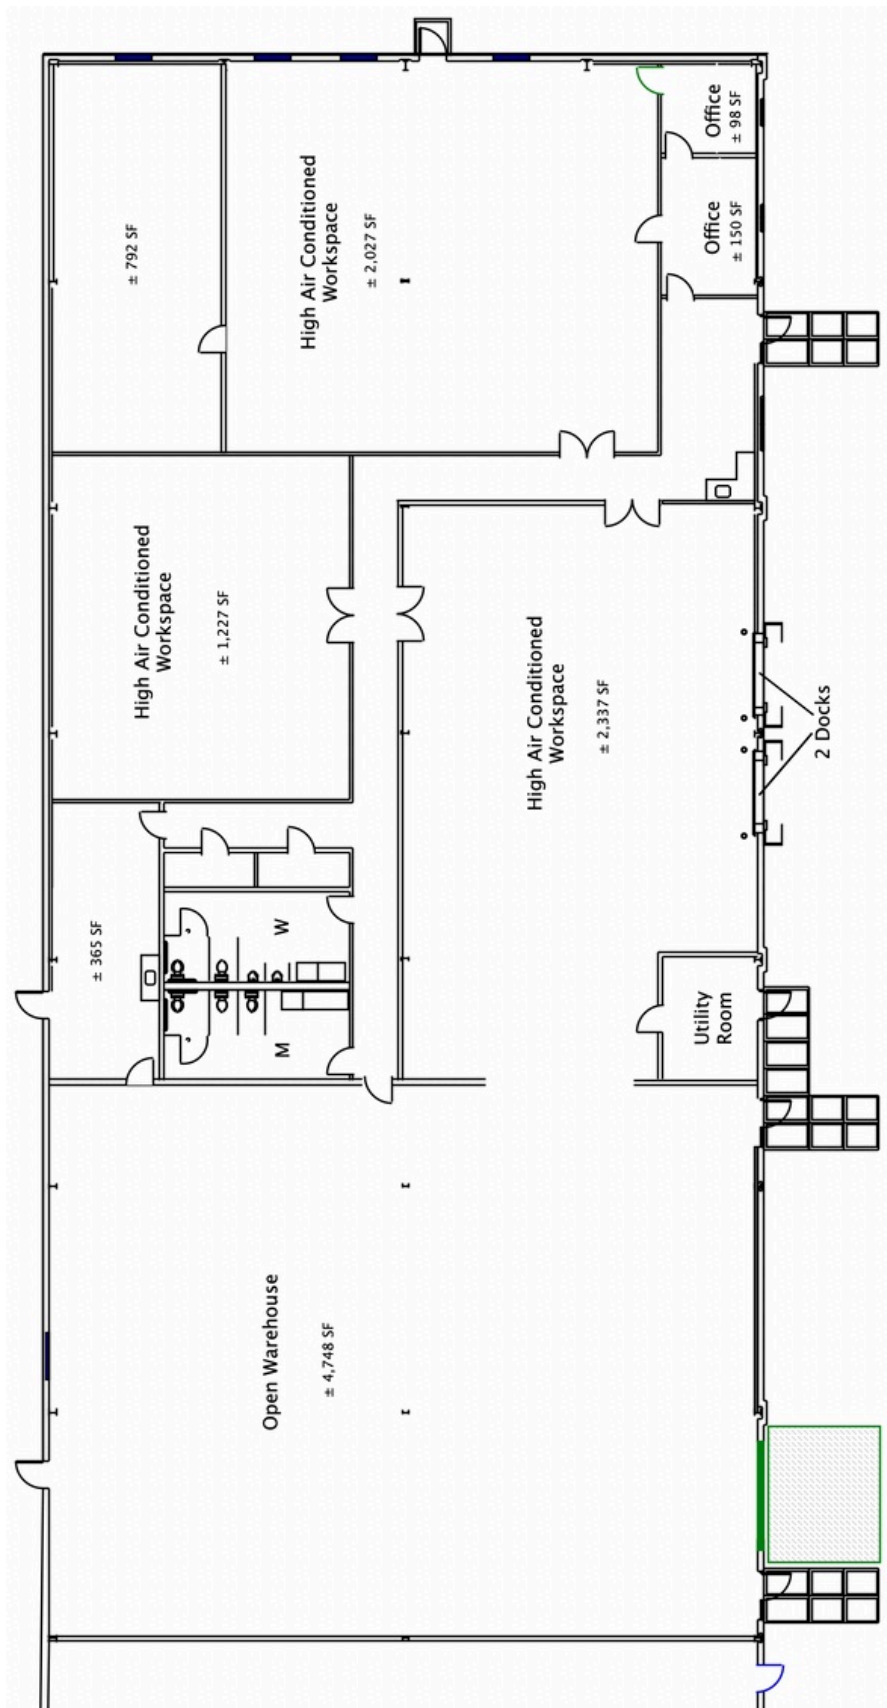 Office
± 98 SF
Office
± 150 SF
High Air Conditioned
Workspace
± 2,027 SF
± 792 SF
High Air Conditioned
Workspace
± 1,227 SF
High Air Conditioned
Workspace
± 2,337 SF
2 Docks
± 365 SF
W
M
Utility
Room
Open Warehouse
± 4,748 SF